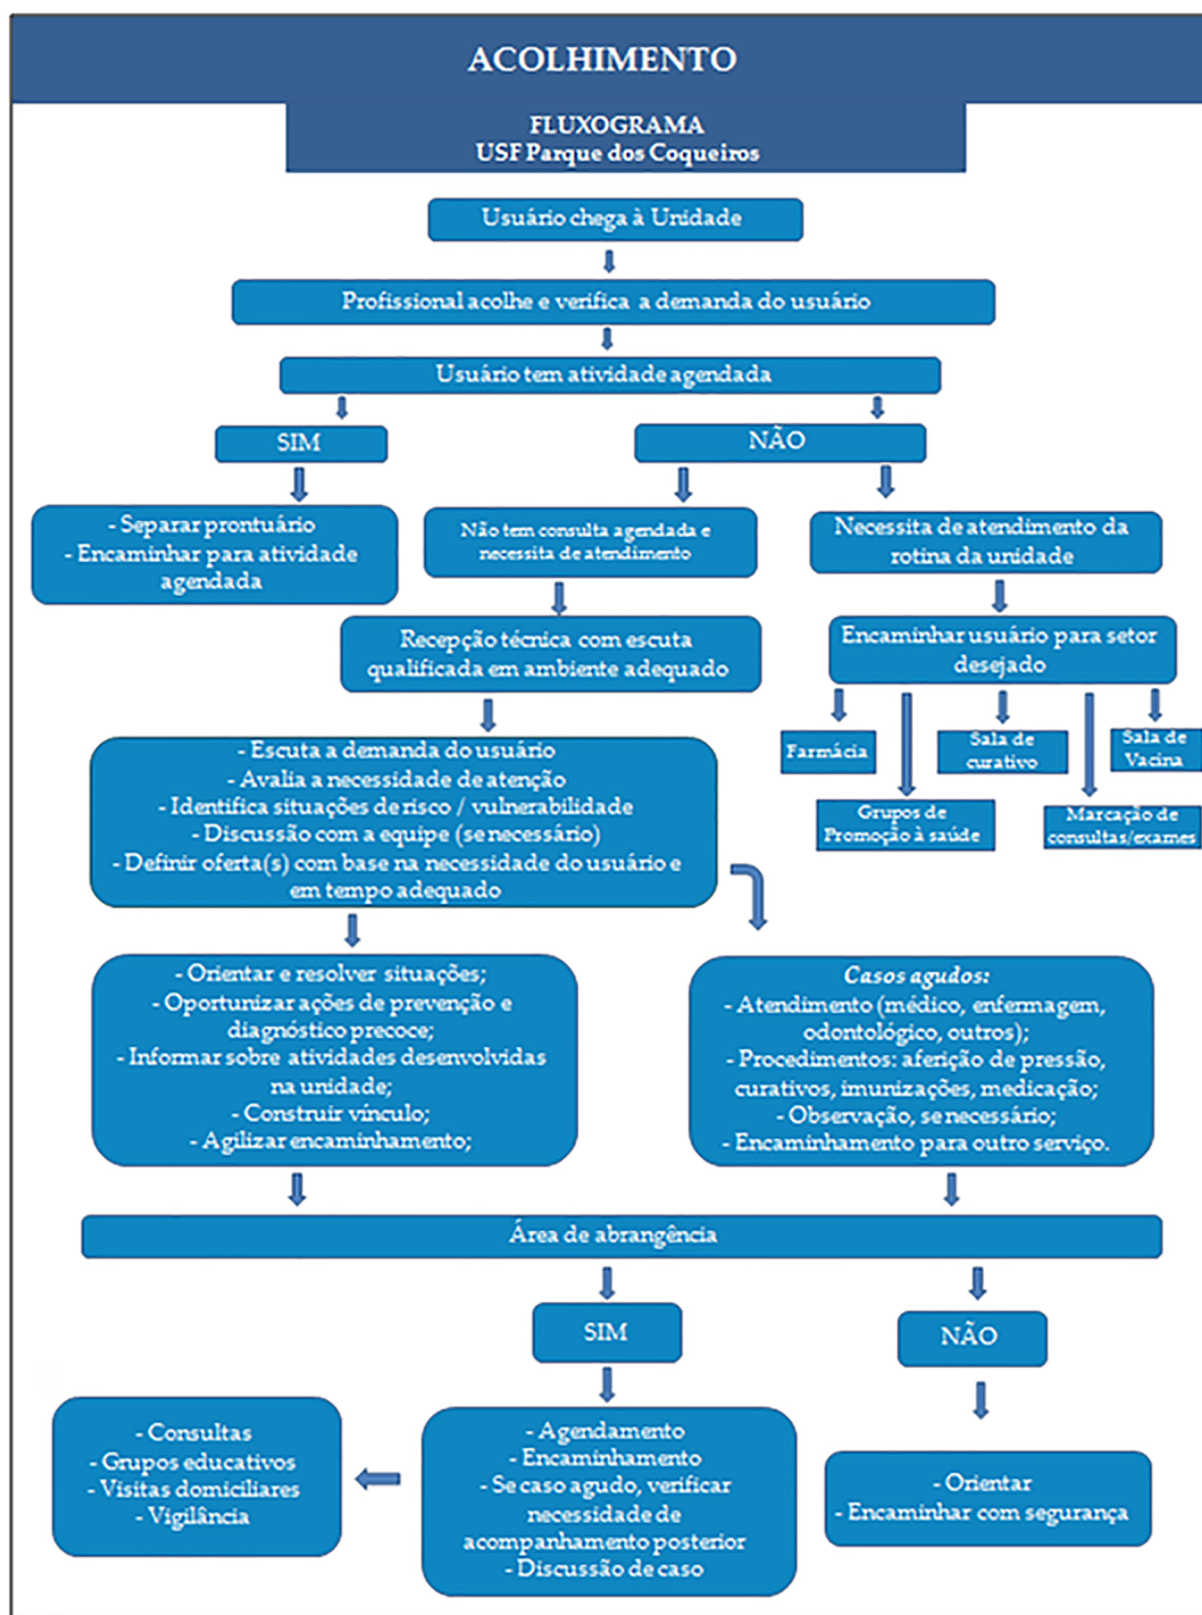 ACOLHIMENTO
FLUXOGRAMA
USF Parque dos Coqueiros
Usuário chega à Unidade
Profissional acolhe e verifica a demanda do usuário
Usuário tem atividade agendada
SIM
NÃO
- Separar prontuário
- Encaminhar para atividade
agendada
Não tem consulta agendada e
necessita de atendimento
Necessita de atendimento da
rotina da unidade
Recepção técnica com escuta
qualificada em ambiente adequado
Encaminhar usuário para setor
desejado
Farmácia
Sala de
curativo
Sala de
Vacina
Grupos de
Promoção à saúde
Marcação de
consultas/exames
- Escuta a demanda do usuário
- Avalia a necessidade de atenção
- Identifica situações de risco / vulnerabilidade
- Discussão com a equipe (se necessário)
- Definir oferta(s) com base na necessidade do usuário e
em tempo adequado
- Orientar e resolver situações;
- Oportunizar ações de prevenção e
diagnóstico precoce;
- Informar sobre atividades desenvolvidas
na unidade;
- Construir vínculo;
- Agilizar encaminhamento;
Casos agudos:
- Atendimento (médico, enfermagem,
odontológico, outros);
- Procedimentos: aferição de pressão,
curativos, imunizações, medicação;
- Observação, se necessário;
- Encaminhamento para outro serviço.
Área de abrangência
SIM
NÃO
- Consultas
- Grupos educativos
- Visitas domiciliares
- Vigilância
- Agendamento
- Encaminhamento
- Se caso agudo, verificar
necessidade de
acompanhamento posterior
- Discussão de caso
- Orientar
- Encaminhar com segurança